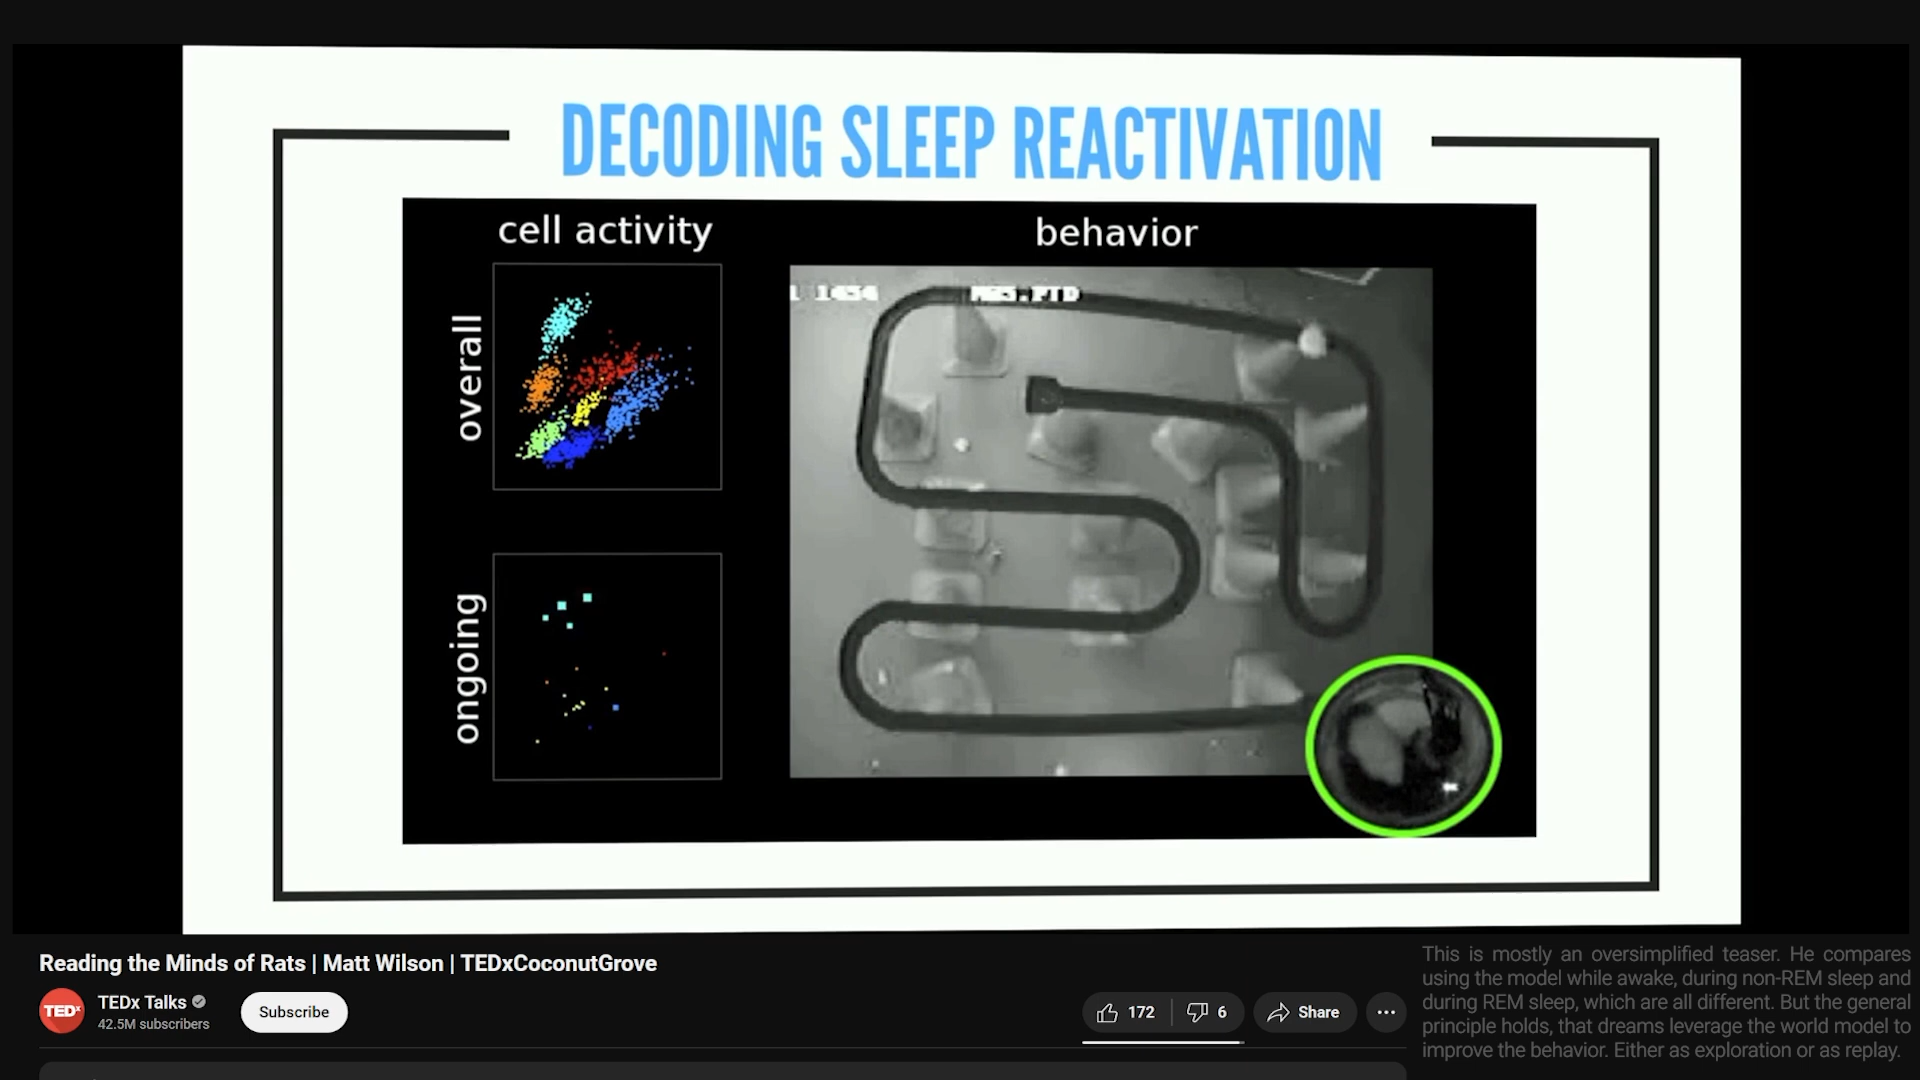 DECODING SLEEP REACTIVATION
cell activity
behavior
overall
ongoing
Reading the Minds of Rats | Matt Wilson | TEDxCoconutGrove
TEDx
TEDx Talks
42.5M subscribers
Subscribe
172
6
Share
This is mostly an oversimplified teaser. He compares
using the model while awake, during non-REM sleep and
during REM sleep, which are all different. But the general
principle holds, that dreams leverage the world model to
improve the behavior. Either as exploration or as replay.